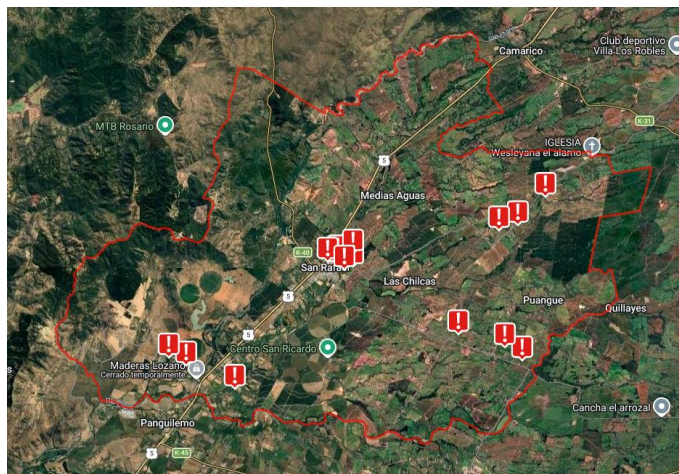 Camarico
Club deportivo
Villa Los Robles
K-31
MTB Rosario
IGLESIA
Wesleyana el alamo
5
Medias Aguas
K-40
San Rafael
Las Chilcas
5
Puangue
Quillayes
5
Centro San Ricardo
Maderas Lozano
Cerrado temporalmente
Cancha el arrozal
Panguilemo
5
K-45